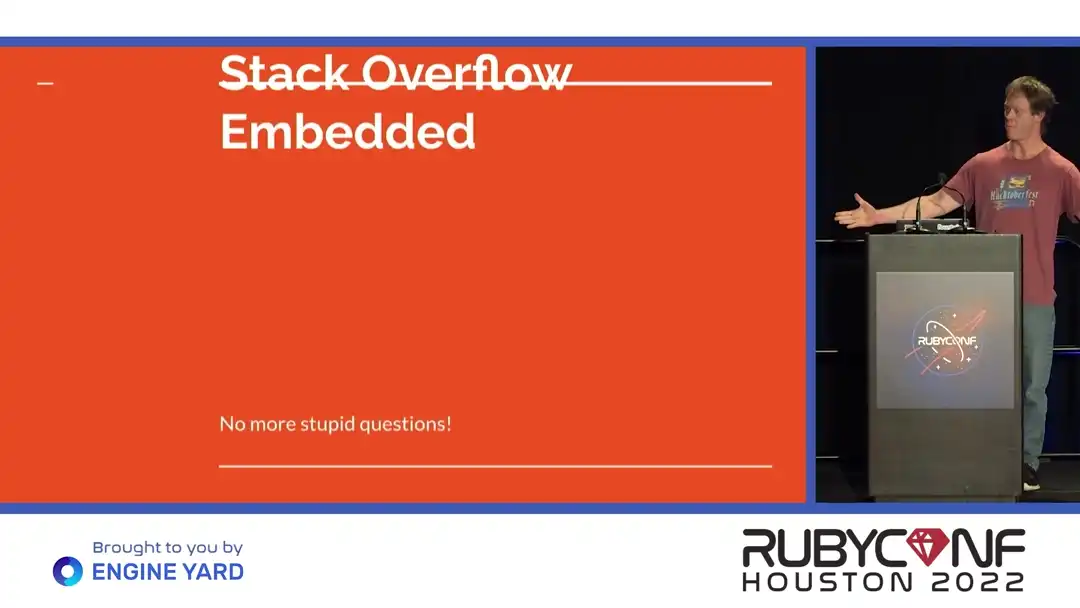 Stack Overflow
Embedded
No more stupid questions!
Hacktoberfest
RUBYCONF
Brought to you by
ENGINE YARD
RUBYCONF
HOUSTON 2022